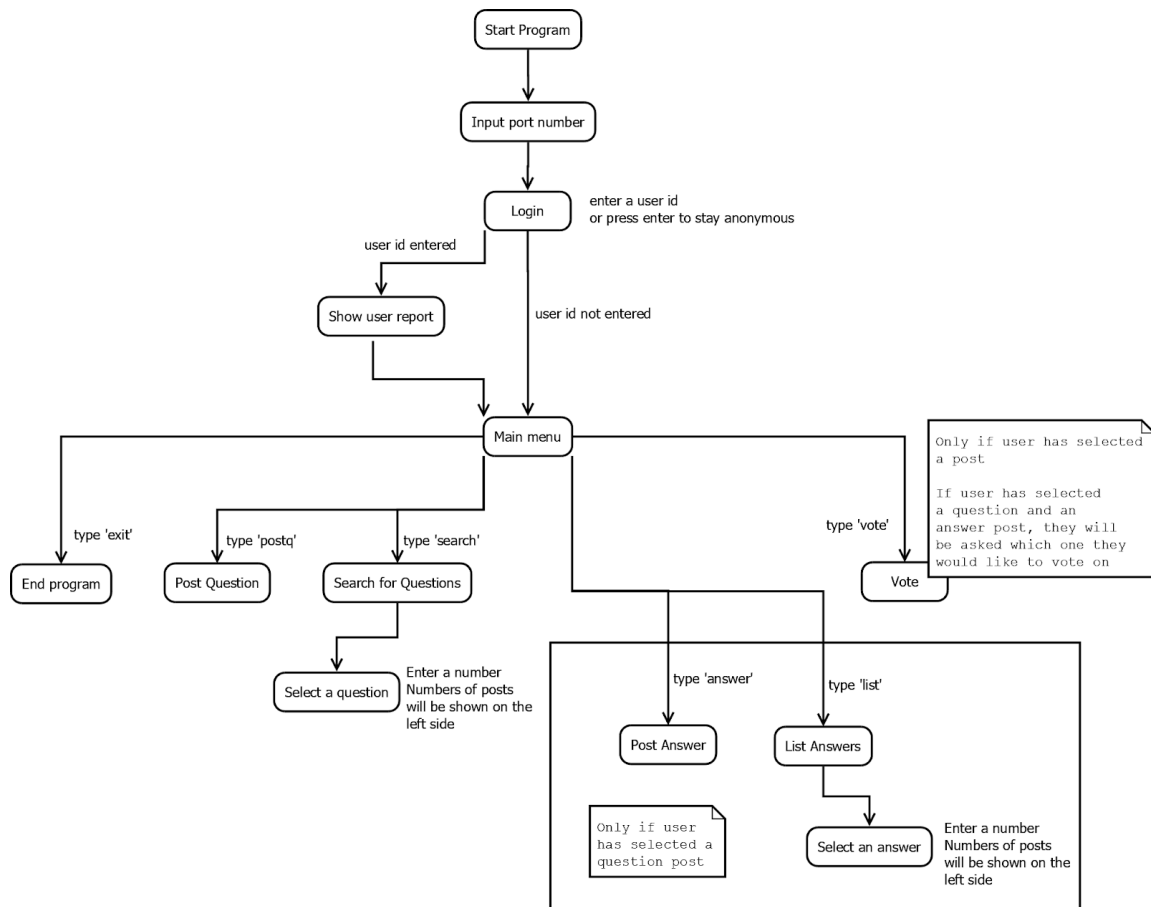 Start Program
Input port number
Login
enter a user id
or press enter to stay anonymous
user id entered
Show user report
user id not entered
Main menu
Only if user has selected
a post
If user has selected
a question and an
answer post, they will
be asked which one they
would like to vote on
type 'exit'
type 'postq'
type 'search'
type 'vote'
End program
Post Question
Search for Questions
Vote
Select a question
Enter a number
Numbers of posts
will be shown on the
left side
type 'answer'
type 'list'
Post Answer
List Answers
Only if user
has selected a
question post
Select an answer
Enter a number
Numbers of posts
will be shown on the
left side